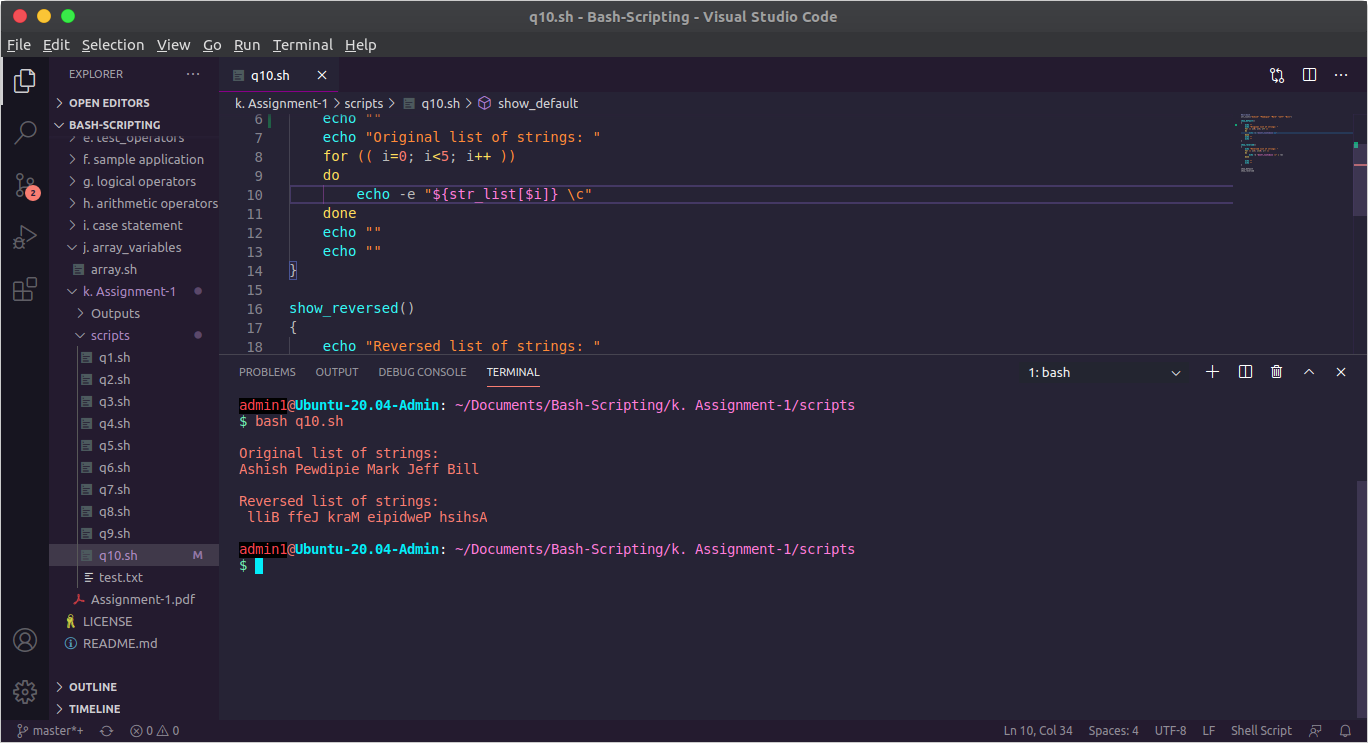 q10.sh - Bash-Scripting - Visual Studio Code
File Edit Selection View Go Run Terminal Help
EXPLORER
OPEN EDITORS
BASH-SCRIPTING
e. test_operators
f. sample application
g. logical operators
h. arithmetic operators
i. case statement
j. array_variables
array.sh
k. Assignment-1
Outputs
scripts
q1.sh
q2.sh
q3.sh
q4.sh
q5.sh
q6.sh
q7.sh
q8.sh
q9.sh
q10.sh M
test.txt
Assignment-1.pdf
LICENSE
README.md
OUTLINE
TIMELINE
2
q10.sh
k. Assignment-1 > scripts > q10.sh > show_default
6 echo ""
7 echo "Original list of strings: "
8 for (( i=0; i<5; i++ ))
9 do
10 echo -e "${str_list[$i]} \c"
11 done
12 echo ""
13 echo ""
14 }
15
16 show_reversed()
17 {
18 echo "Reversed list of strings: "
PROBLEMS OUTPUT DEBUG CONSOLE TERMINAL 1: bash
admin1@Ubuntu-20.04-Admin: ~/Documents/Bash-Scripting/k. Assignment-1/scripts
$ bash q10.sh
Original list of strings:
Ashish Pewdipie Mark Jeff Bill
Reversed list of strings:
lliB ffeJ kraM eipidweP hsihsA
admin1@Ubuntu-20.04-Admin: ~/Documents/Bash-Scripting/k. Assignment-1/scripts
$
master*+ 0 0 Ln 10, Col 34 Spaces: 4 UTF-8 LF Shell Script